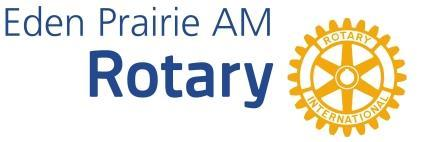 Eden Prairie AM
Rotary
ROTARY
INTERNATIONAL